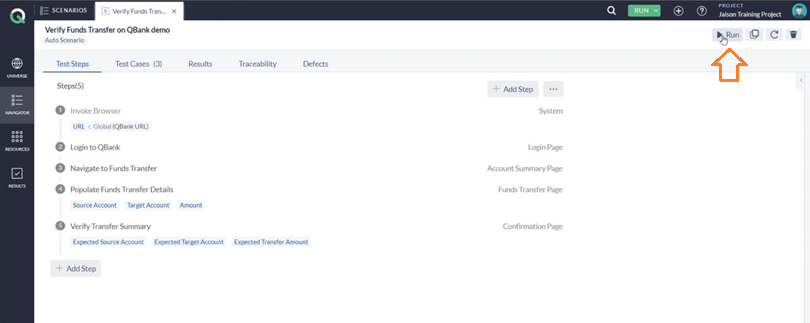 SCENARIOS
S Verify Funds Tran... ×
RUN
PROJECT
Jaison Training Project
Verify Funds Transfer on QBank demo
Auto Scenario
Run
UNIVERSE
NAVIGATOR
RESOURCES
RESULTS
Test Steps Test Cases (3) Results Traceability Defects
Steps(5)
+ Add Step ...
1 Invoke Browser System
URL < Global (QBank URL)
2 Login to QBank Login Page
3 Navigate to Funds Transfer Account Summary Page
4 Populate Funds Transfer Details Funds Transfer Page
Source Account Target Account Amount
5 Verify Transfer Summary Confirmation Page
Expected Source Account Expected Target Account Expected Transfer Amount
+ Add Step